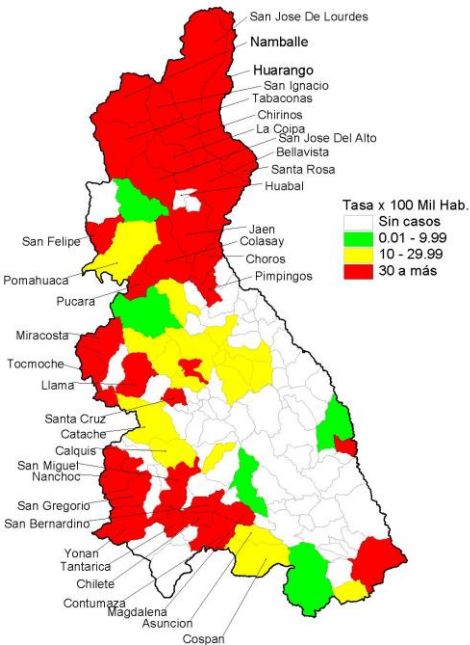 San Jose De Lourdes
Namballe
Huarango
San Ignacio
Tabaconas
Chirinos
La Coipa
San Jose Del Alto
Bellavista
Santa Rosa
Huabal
Tasa x 100 Mil Hab.
Sin casos
0.01 - 9.99
10 - 29.99
30 a más
Jaen
San Felipe
Colasay
Choros
Pomahuaca
Pimpingos
Pucara
Miracosta
Tocmoche
Llama
Santa Cruz
Catache
Calquis
San Miguel
Nanchoc
San Gregorio
San Bernardino
Yonan
Tantarica
Chilete
Contumaza
Magdalena
Asuncion
Cospan